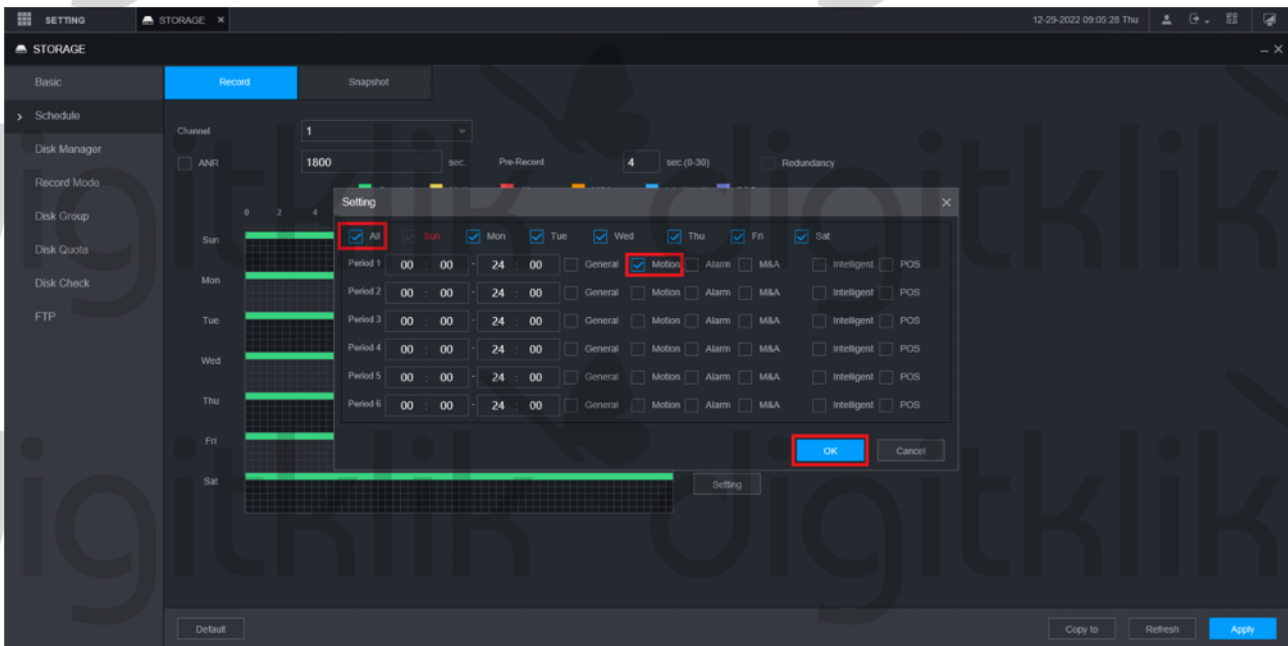 SETTING STORAGE × 12-29-2022 09:05:28 Thu
STORAGE
Basic Record Snapshot
Schedule
Channel 1
Disk Manager
ANR 1800 sec. Pre-Record 4 sec.(0-30) Redundancy
Record Mode
Setting
Disk Group 0 2 4
Sun All Sun Mon Tue Wed Thu Fri Sat
Disk Quota
Period 1 00 : 00 - 24 : 00 General Motion Alarm M&A Intelligent POS
Mon
Disk Check
Period 2 00 : 00 - 24 : 00 General Motion Alarm M&A Intelligent POS
FTP
Tue Period 3 00 : 00 - 24 : 00 General Motion Alarm M&A Intelligent POS
Period 4 00 : 00 - 24 : 00 General Motion Alarm M&A Intelligent POS
Wed
Period 5 00 : 00 - 24 : 00 General Motion Alarm M&A Intelligent POS
Thu Period 6 00 : 00 - 24 : 00 General Motion Alarm M&A Intelligent POS
Fri
OK Cancel
Sat Setting
Default Copy to Refresh Apply
digitklik digitklik